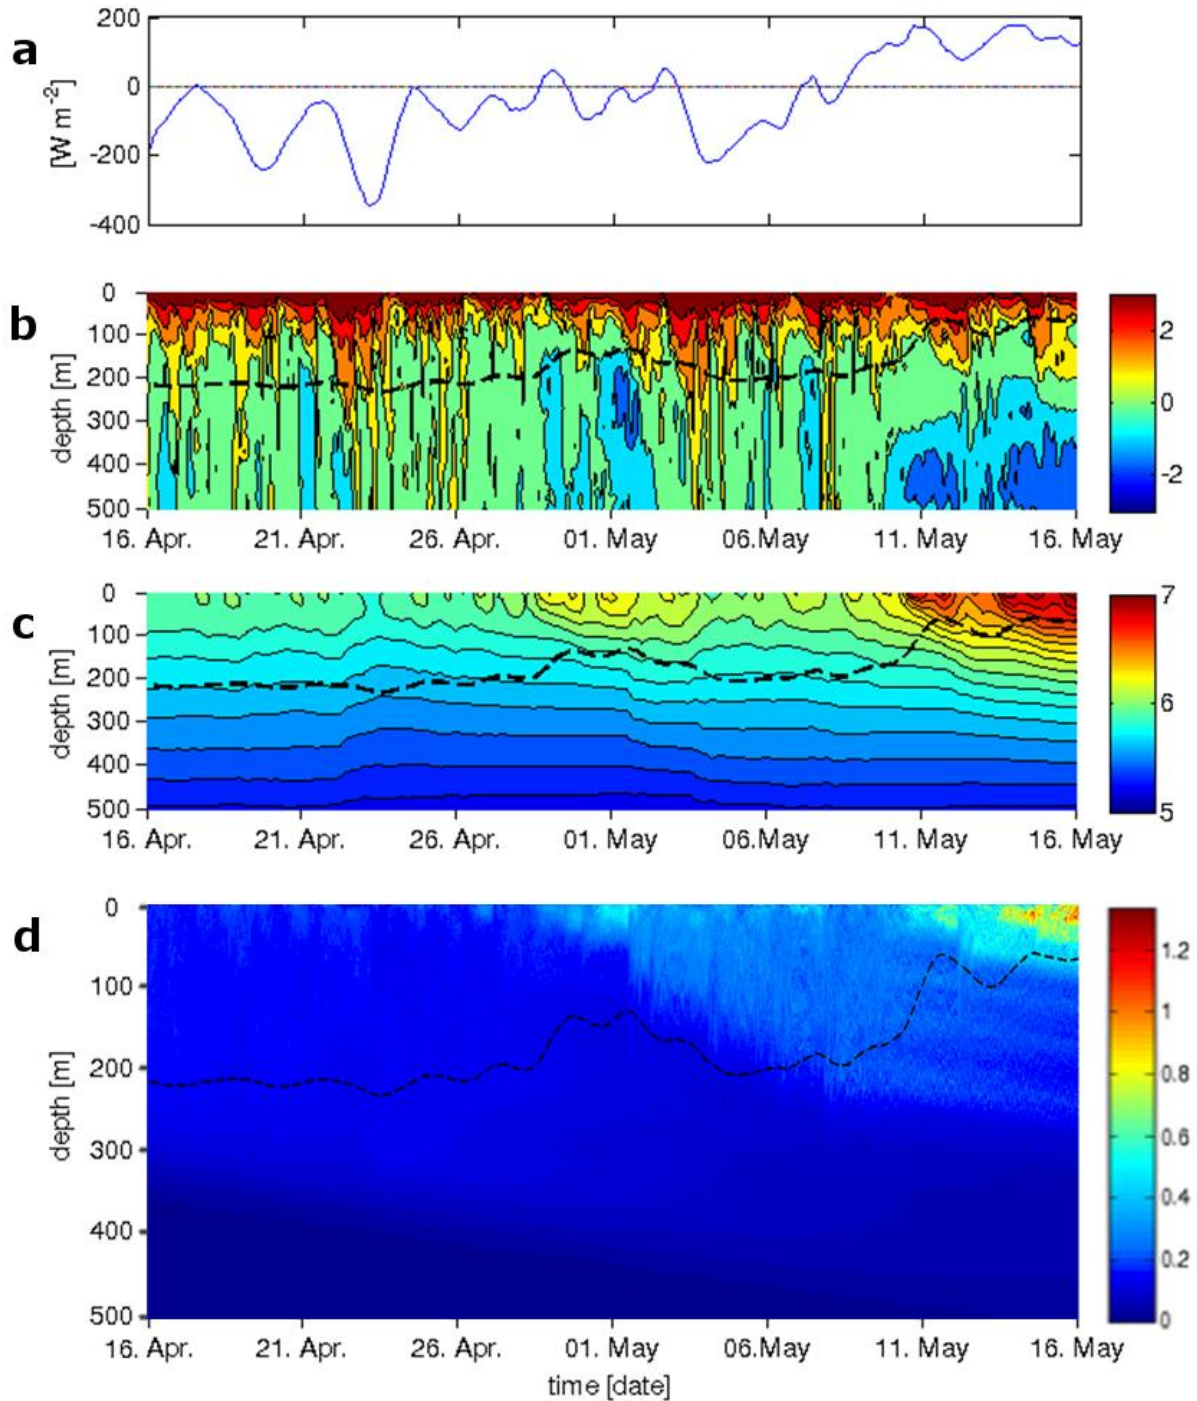 a
200
0
-200
-400
[W m-2]
b
0
100
200
300
400
500
depth [m]
16. Apr.
21. Apr.
26. Apr.
01. May
06.May
11. May
16. May
2
0
-2
c
0
100
200
300
400
500
depth [m]
16. Apr.
21. Apr.
26. Apr.
01. May
06.May
11. May
16. May
7
6
5
d
0
100
200
300
400
500
depth [m]
16. Apr.
21. Apr.
26. Apr.
01. May
06.May
11. May
16. May
time [date]
1.2
1
0.8
0.6
0.4
0.2
0